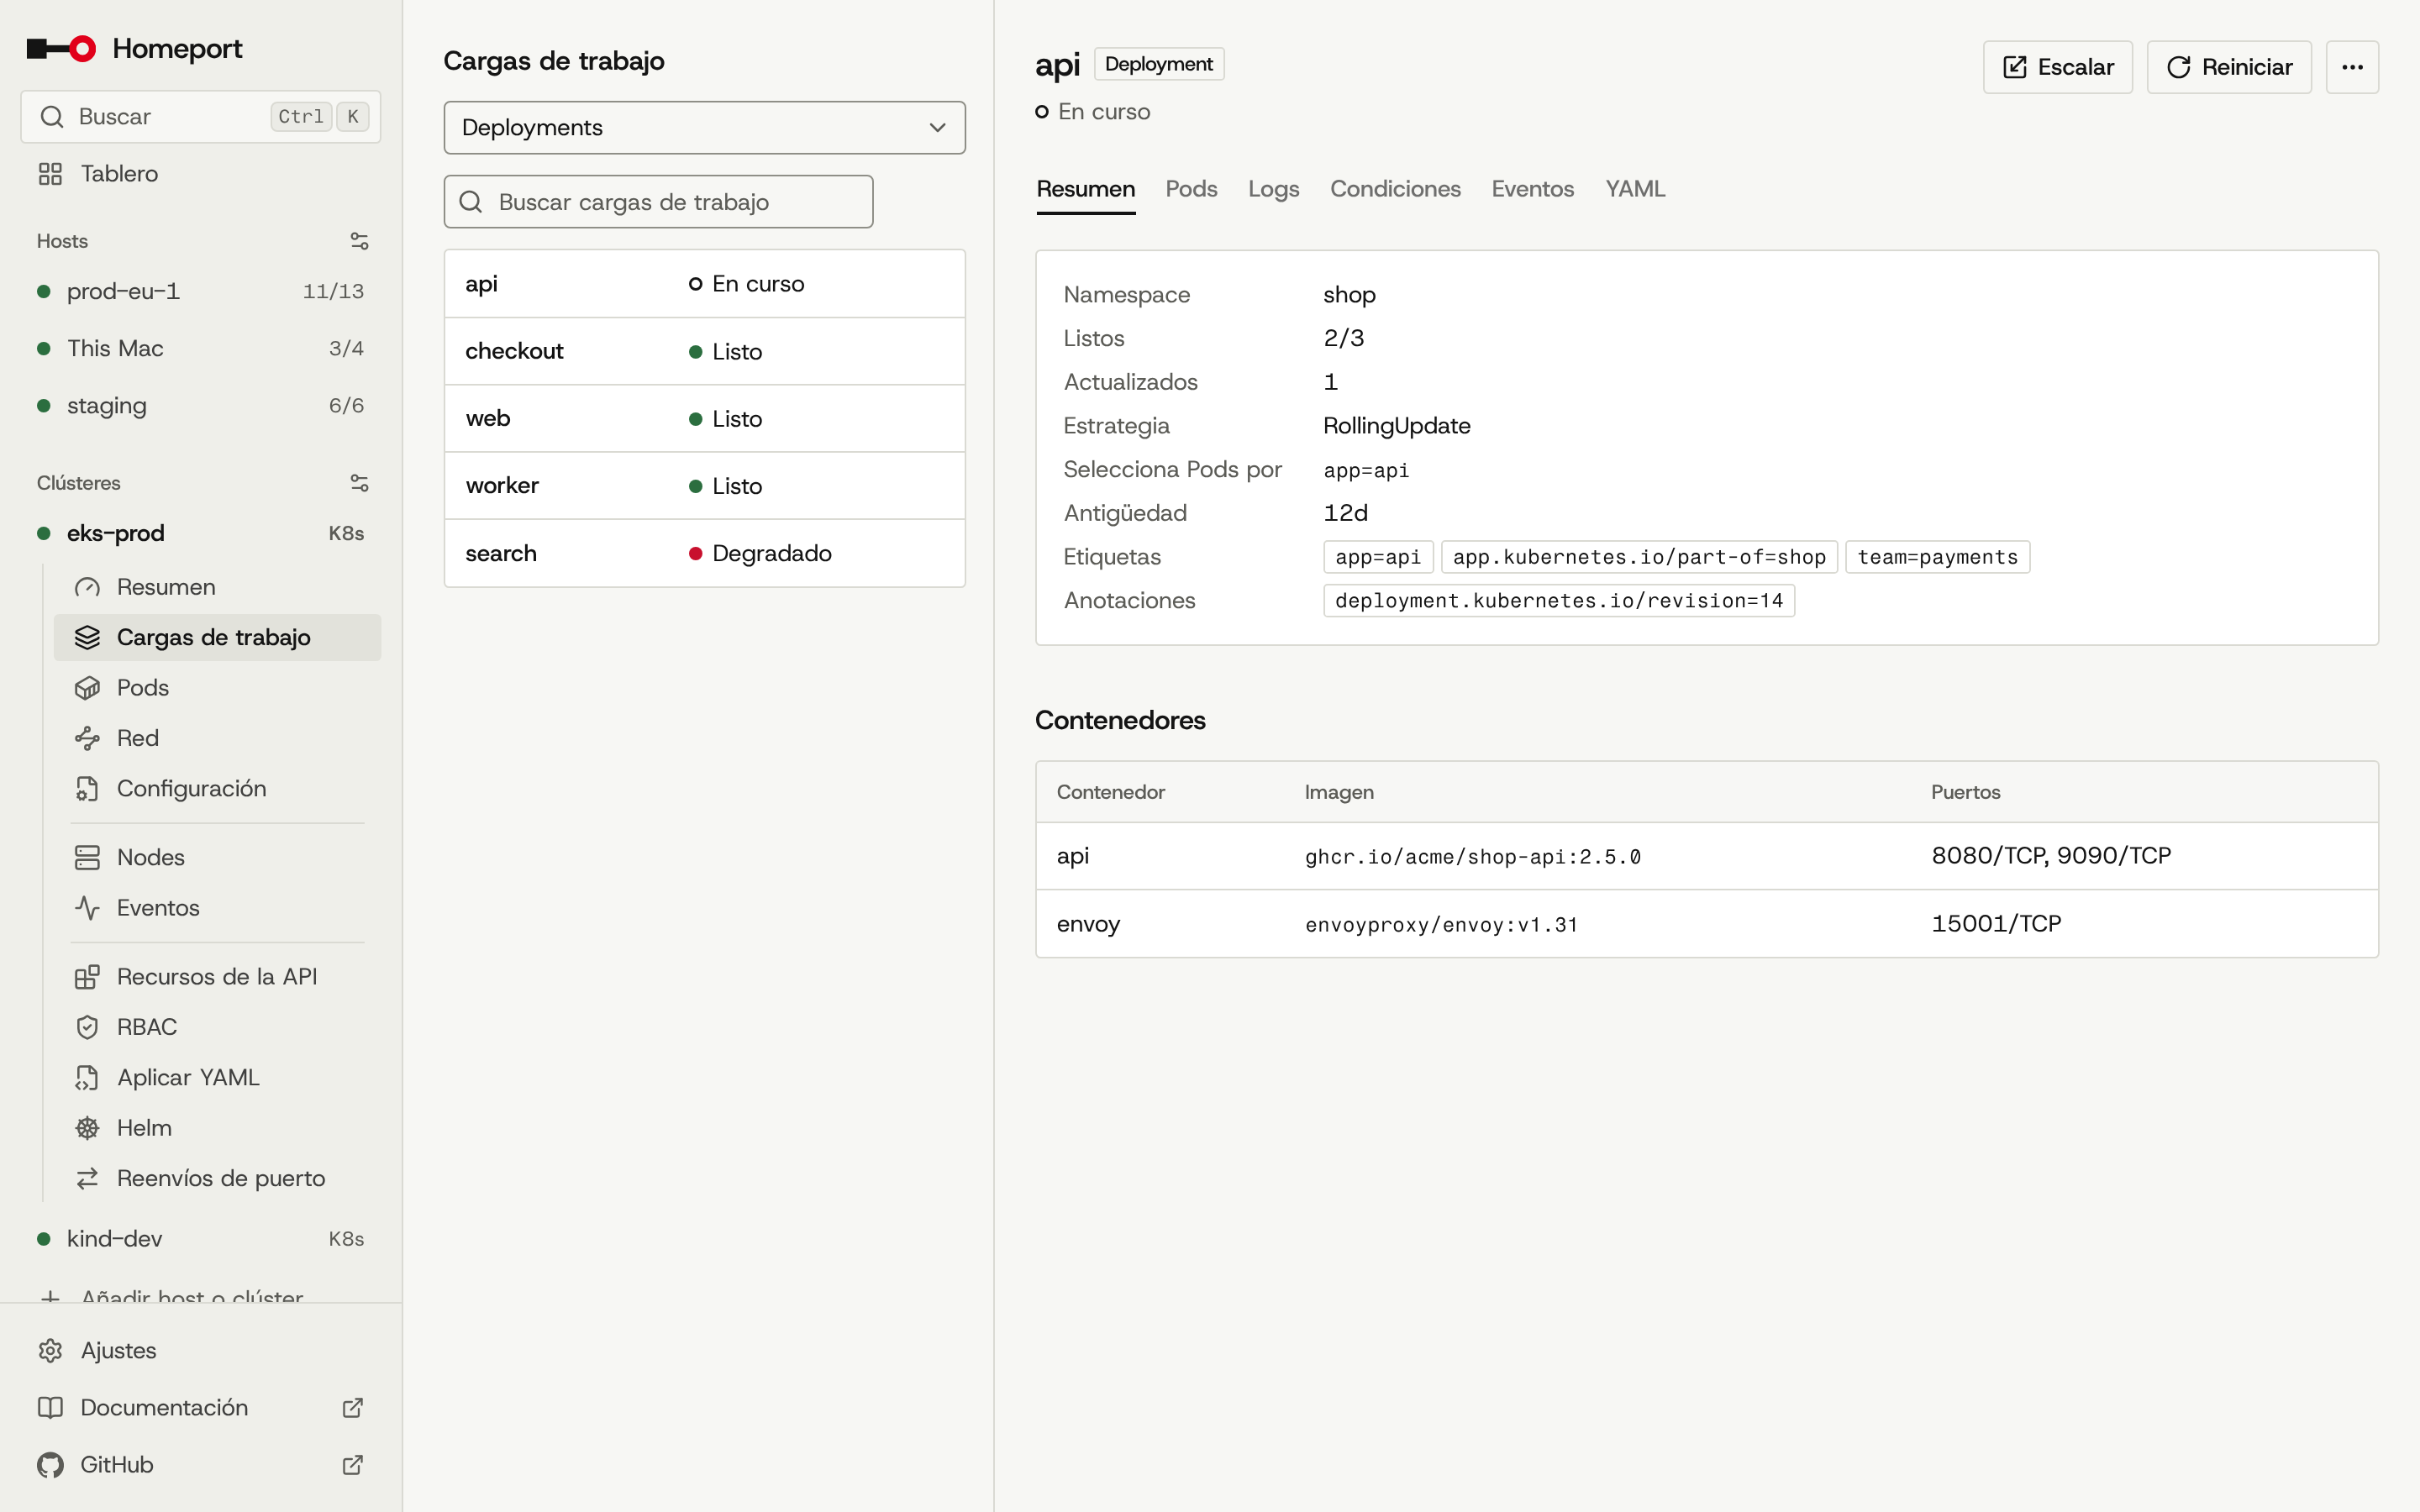 Homeport
Buscar Ctrl K
Tablero
Hosts
prod-eu-1 11/13
This Mac 3/4
staging 6/6
Clústeres
eks-prod K8s
Resumen
Cargas de trabajo
Pods
Red
Configuración
Nodes
Eventos
Recursos de la API
RBAC
Aplicar YAML
Helm
Reenvíos de puerto
kind-dev K8s
Añadir host o clúster
Ajustes
Documentación
GitHub
Cargas de trabajo
Deployments
Buscar cargas de trabajo
api En curso
checkout Listo
web Listo
worker Listo
search Degradado
api Deployment
En curso
Escalar Reiniciar
Resumen Pods Logs Condiciones Eventos YAML
Namespace shop
Listos 2/3
Actualizados 1
Estrategia RollingUpdate
Selecciona Pods por app=api
Antigüedad 12d
Etiquetas app=api app.kubernetes.io/part-of=shop team=payments
Anotaciones deployment.kubernetes.io/revision=14
Contenedores
Contenedor Imagen Puertos
api ghcr.io/acme/shop-api:2.5.0 8080/TCP, 9090/TCP
envoy envoyproxy/envoy:v1.31 15001/TCP